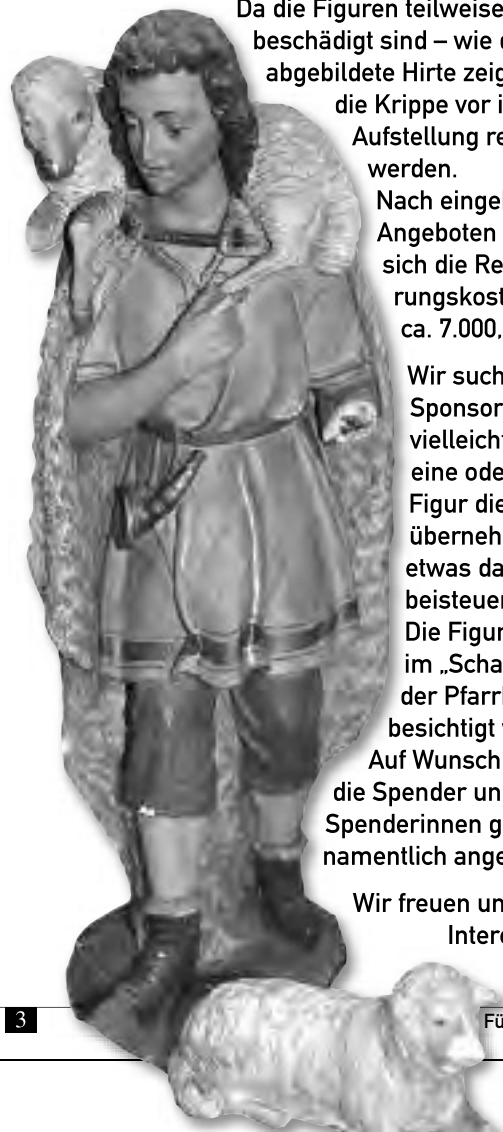 Da die Figuren teilweise
beschädigt sind – wie
abgebildete Hirte zeig
die Krippe vor i
Aufstellung re
werden.
Nach eingel
Angeboten
sich die Re
rungskost
ca. 7.000,
Wir such
Sponsor
vielleich
eine ode
Figur die
überneh
etwas da
beisteuer
Die Figur
im „Scha
der Pfarr
besichtigt
Auf Wunsch
die Spender un
Spenderinnen g
namentlich ange
Wir freuen un
Intere
3
Fü